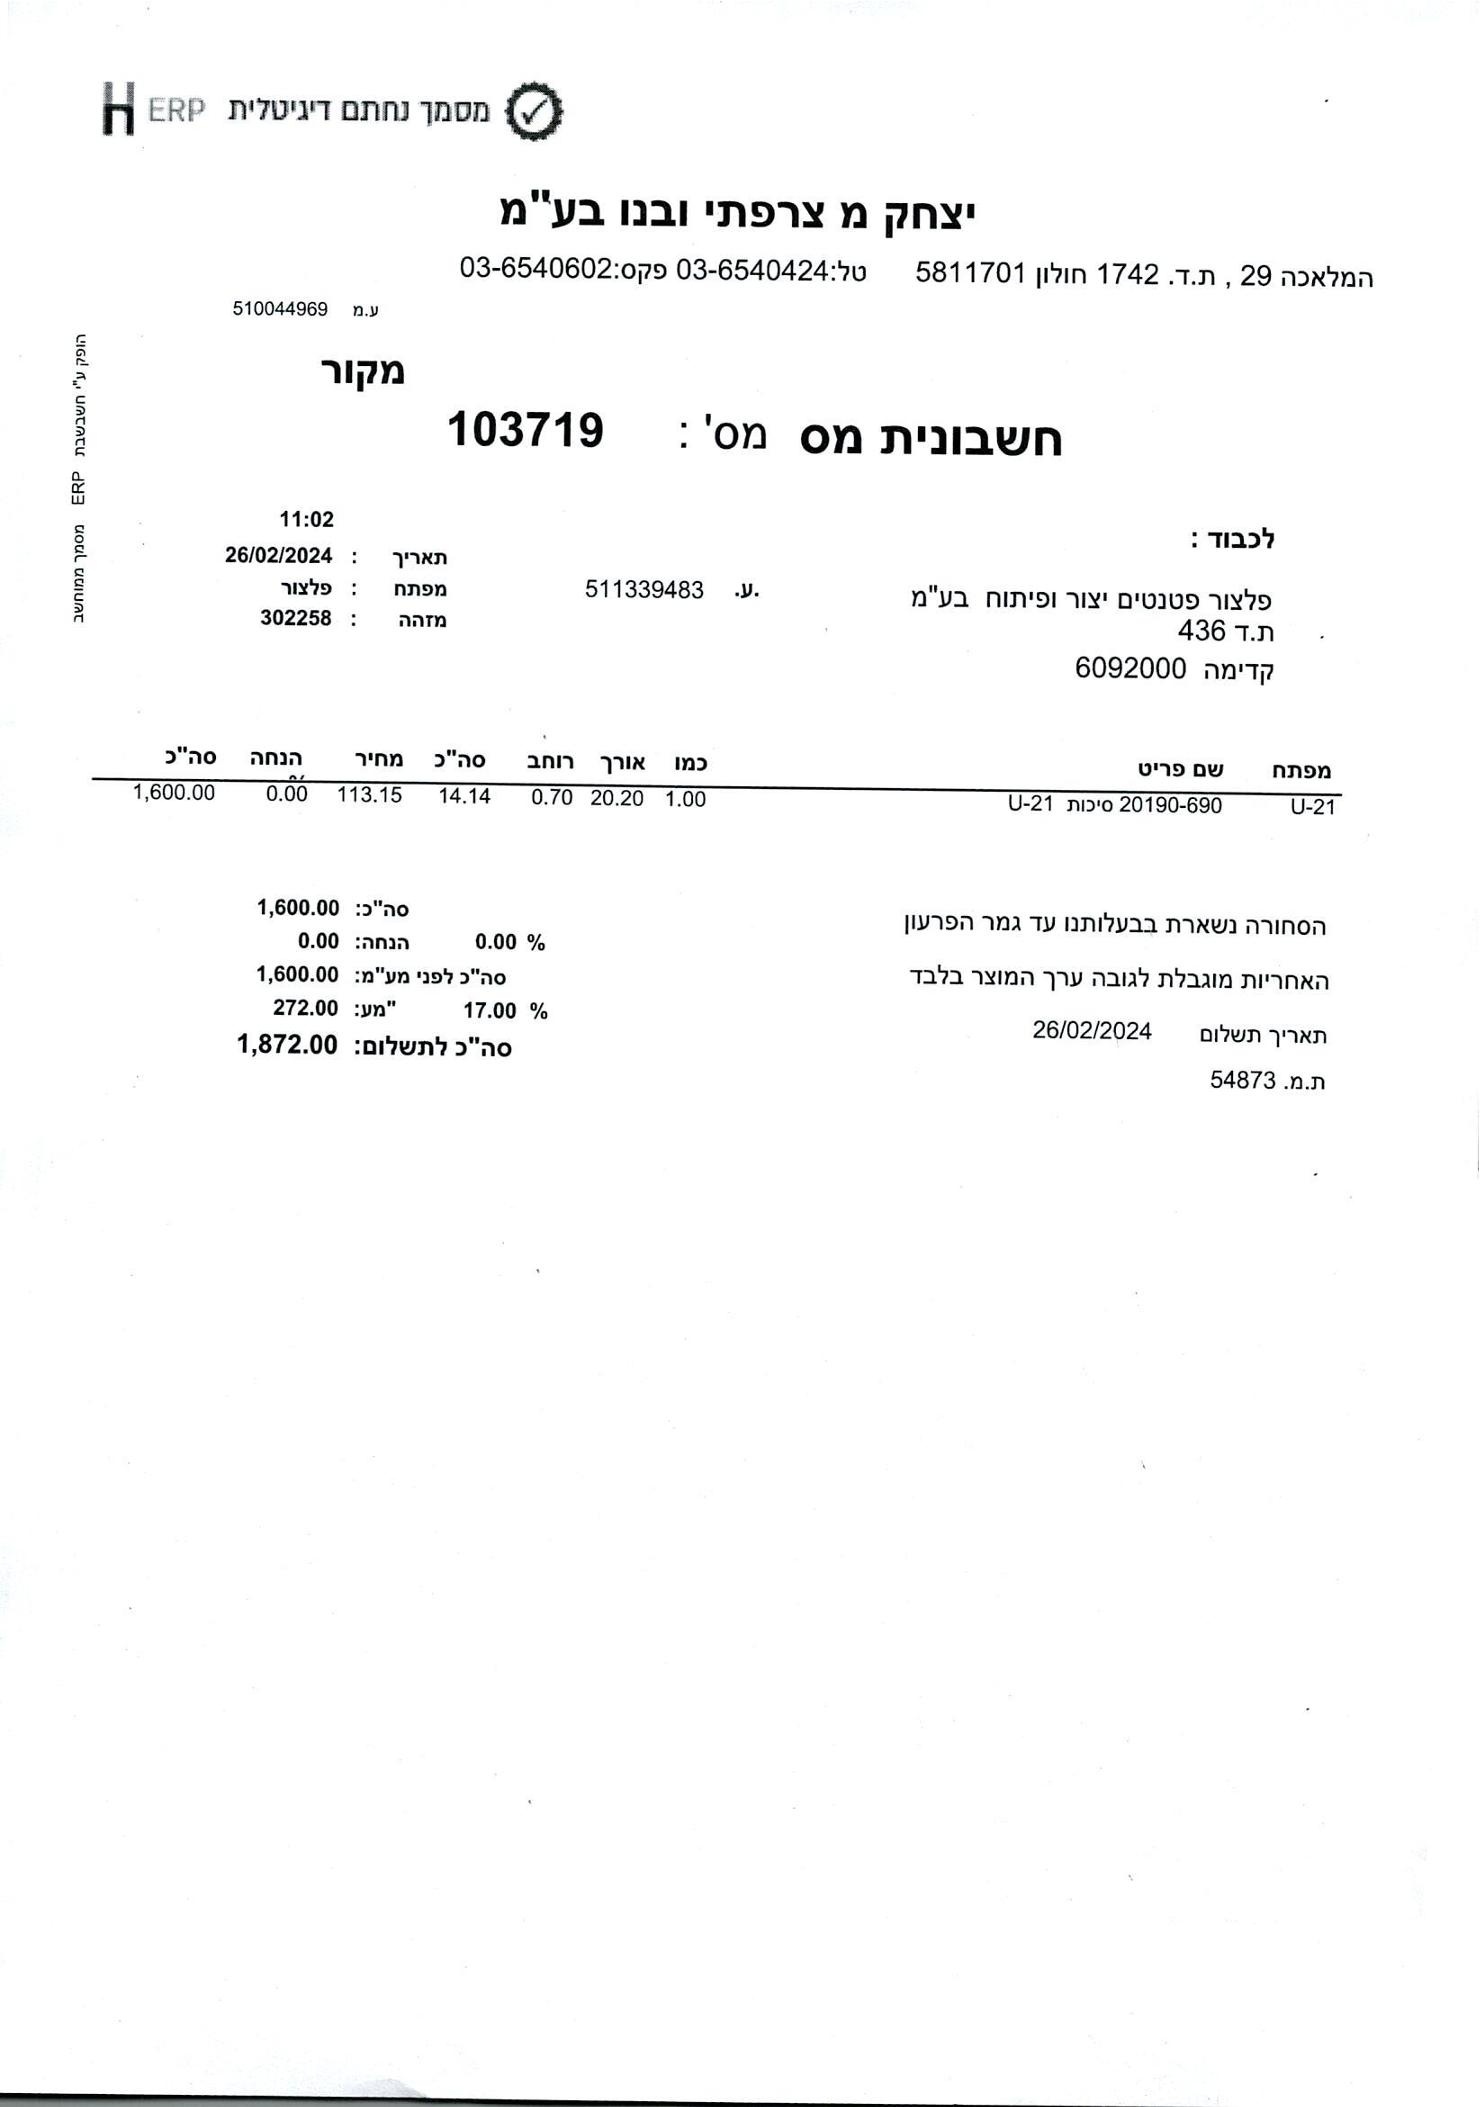 מסמך נחתם דיגיטלית ERP
יצחק מ צרפתי ובנו בע"מ
המלאכה 29 , ת.ד. 1742 חולון 5811701 טל:03-6540424 פקס:03-6540602
ע.מ 510044969
מקור
חשבונית מס מס' : 103719
הופק ע"י חשבשבת ERP מסמך ממוחשב
11:02
תאריך : 26/02/2024
מפתח : פלצור
מזהה : 302258
לכבוד :
פלצור פטנטים יצור ופיתוח בע"מ ע. 511339483
ת.ד 436
קדימה 6092000
מפתח שם פריט כמו אורך רוחב סה"כ מחיר הנחה סה"כ
U-21 20190-690 סיכות U-21 1.00 20.20 0.70 14.14 113.15 0.00 1,600.00
סה"כ: 1,600.00
% 0.00 הנחה: 0.00
סה"כ לפני מע"מ: 1,600.00
% 17.00 מע": 272.00
סה"כ לתשלום: 1,872.00
הסחורה נשארת בבעלותנו עד גמר הפרעון
האחריות מוגבלת לגובה ערך המוצר בלבד
תאריך תשלום 26/02/2024
ת.מ. 54873